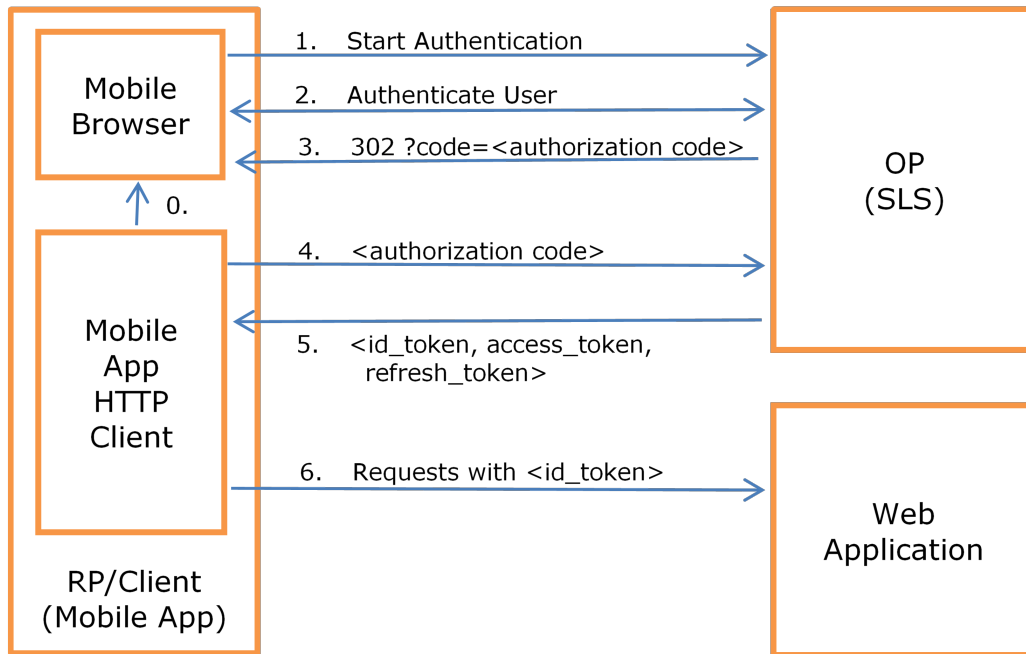 1. Start Authentication
Mobile
Browser
2. Authenticate User
3. 302 ?code=<authorization code>
OP
(SLS)
0.
4. <authorization code>
Mobile
App
HTTP
Client
5. <id_token, access_token,
refresh_token>
6. Requests with <id_token>
Web
Application
RP/Client
(Mobile App)